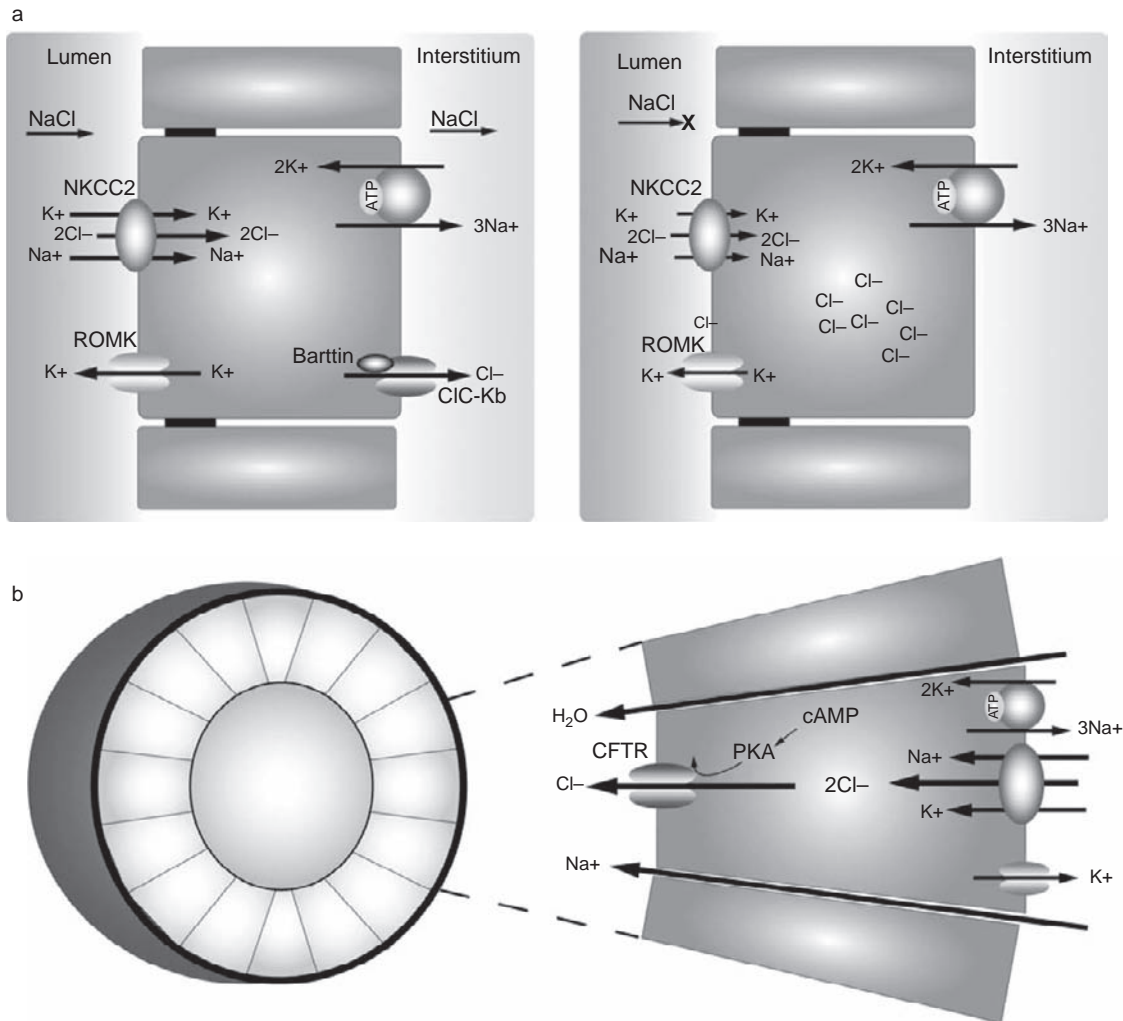 a
Lumen
Interstitium
NaCl
NaCl
2K+
ATP
NKCC2
K+
K+
2Cl–
2Cl–
3Na+
Na+
Na+
ROMK
Barttin
K+
K+
Cl–
ClC-Kb
Lumen
Interstitium
NaCl
X
2K+
ATP
NKCC2
K+
K+
2Cl–
2Cl–
3Na+
Na+
Na+
Cl–
Cl–
Cl–
Cl–
Cl–
Cl–
Cl–
Cl–
ROMK
K+
K+
b
2K+
ATP
H2O
cAMP
3Na+
CFTR
PKA
Na+
Cl–
2Cl–
K+
Na+
K+